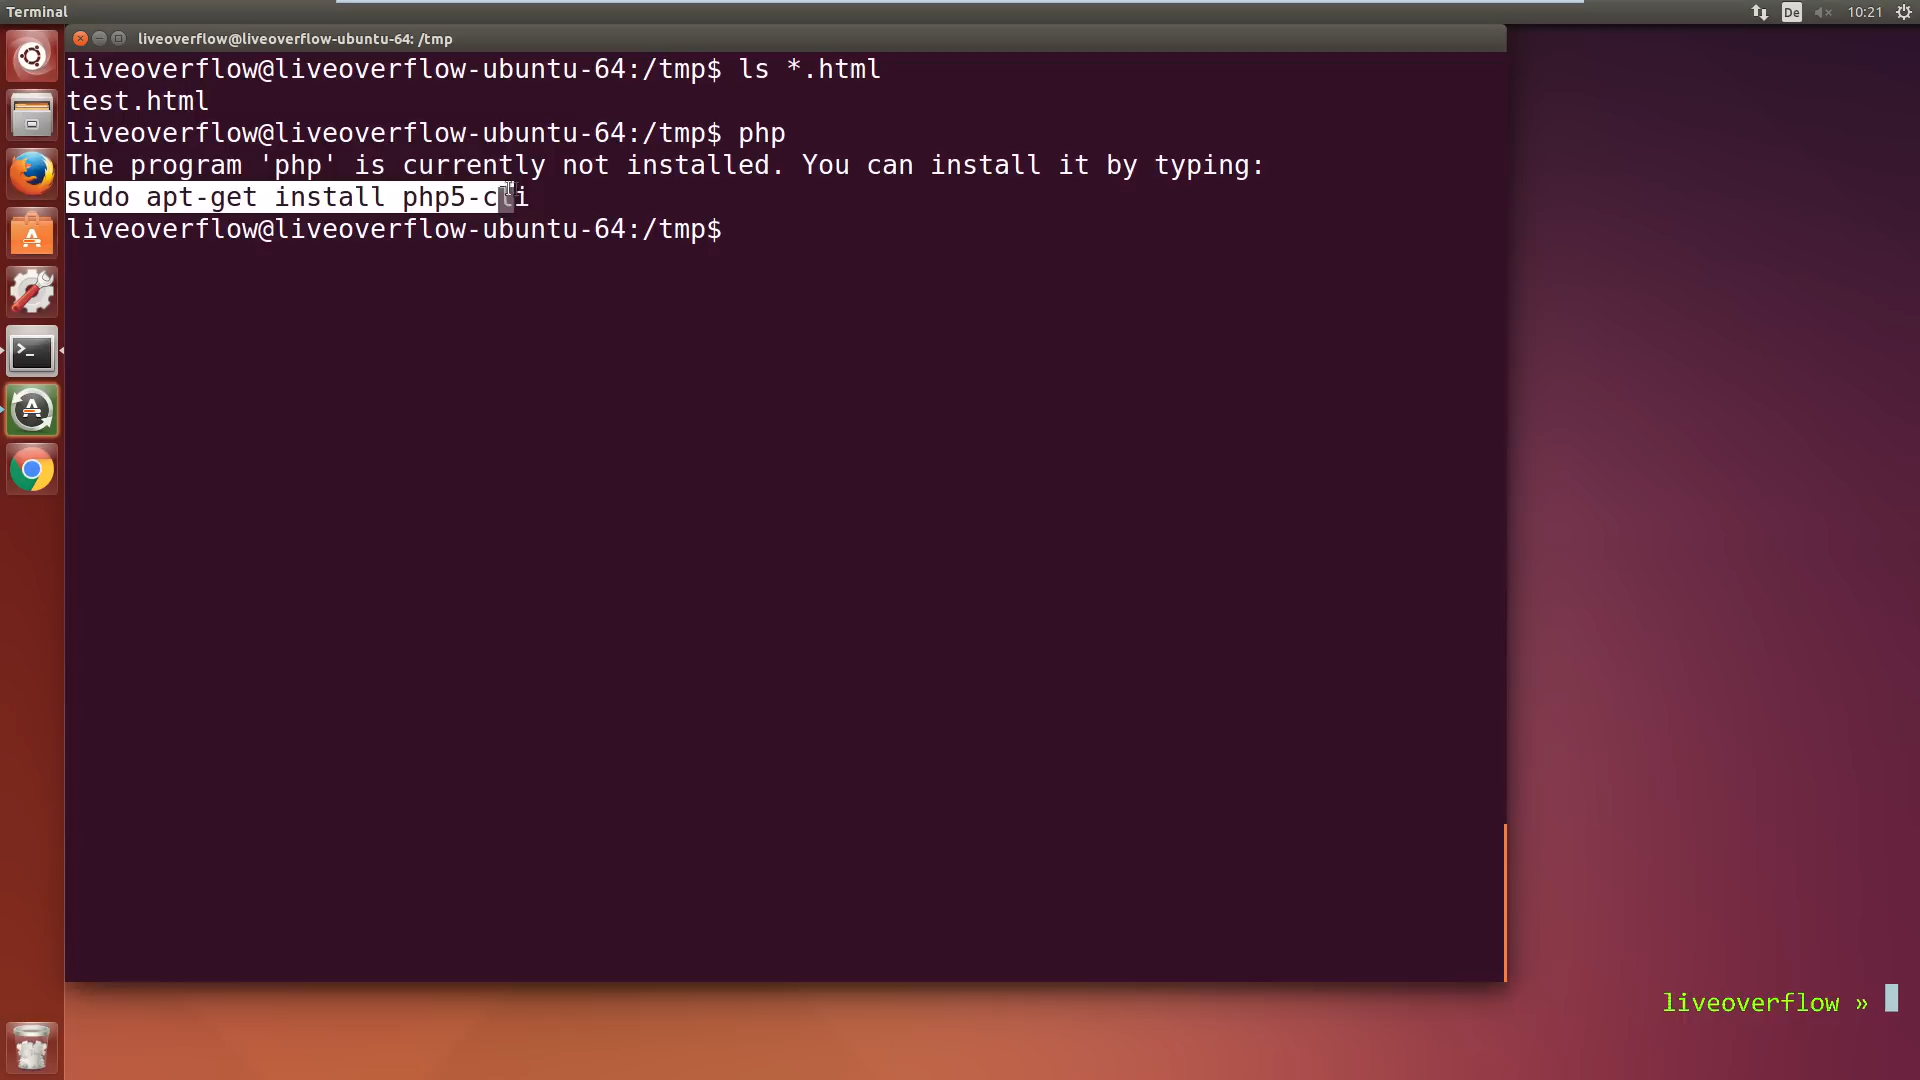 Terminal
De
10:21
liveoverflow@liveoverflow-ubuntu-64: /tmp
liveoverflow@liveoverflow-ubuntu-64:/tmp$ ls *.html
test.html
liveoverflow@liveoverflow-ubuntu-64:/tmp$ php
The program 'php' is currently not installed. You can install it by typing:
sudo apt-get install php5-cli
liveoverflow@liveoverflow-ubuntu-64:/tmp$
liveoverflow »